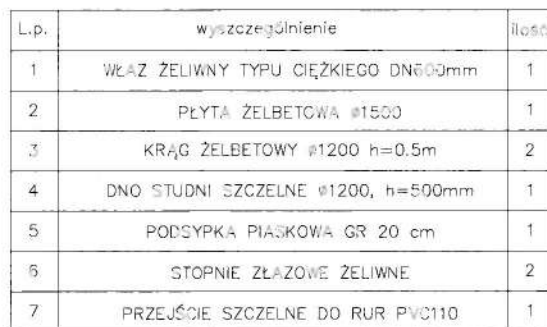 L.p. wyszczególnienie ilość
1 WŁAZ ŻELIWNY TYPU CIĘŻKIEGO DN600mm 1
2 PŁYTA ŻELBETOWA ø1500 1
3 KRĄG ŻELBETOWY ø1200 h=0.5m 2
4 DNO STUDNI SZCZELNE ø1200, h=500mm 1
5 PODSYPKA PIASKOWA GR 20 cm 1
6 STOPNIE ZŁAZOWE ŻELIWNE 2
7 PRZEJŚCIE SZCZELNE DO RUR PVC110 1